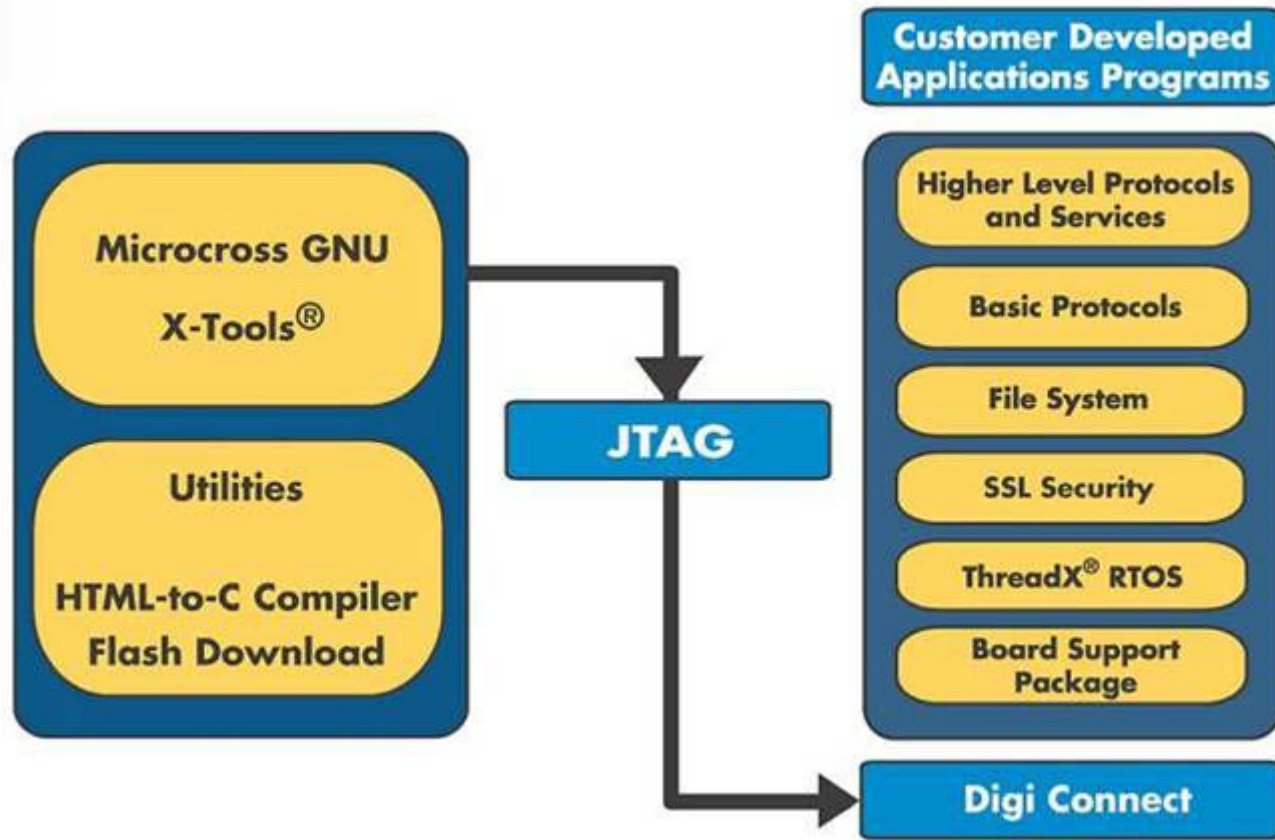 Microcross GNU
X-Tools®
Utilities
HTML-to-C Compiler
Flash Download
JTAG
Customer Developed
Applications Programs
Higher Level Protocols
and Services
Basic Protocols
File System
SSL Security
ThreadX® RTOS
Board Support
Package
Digi Connect